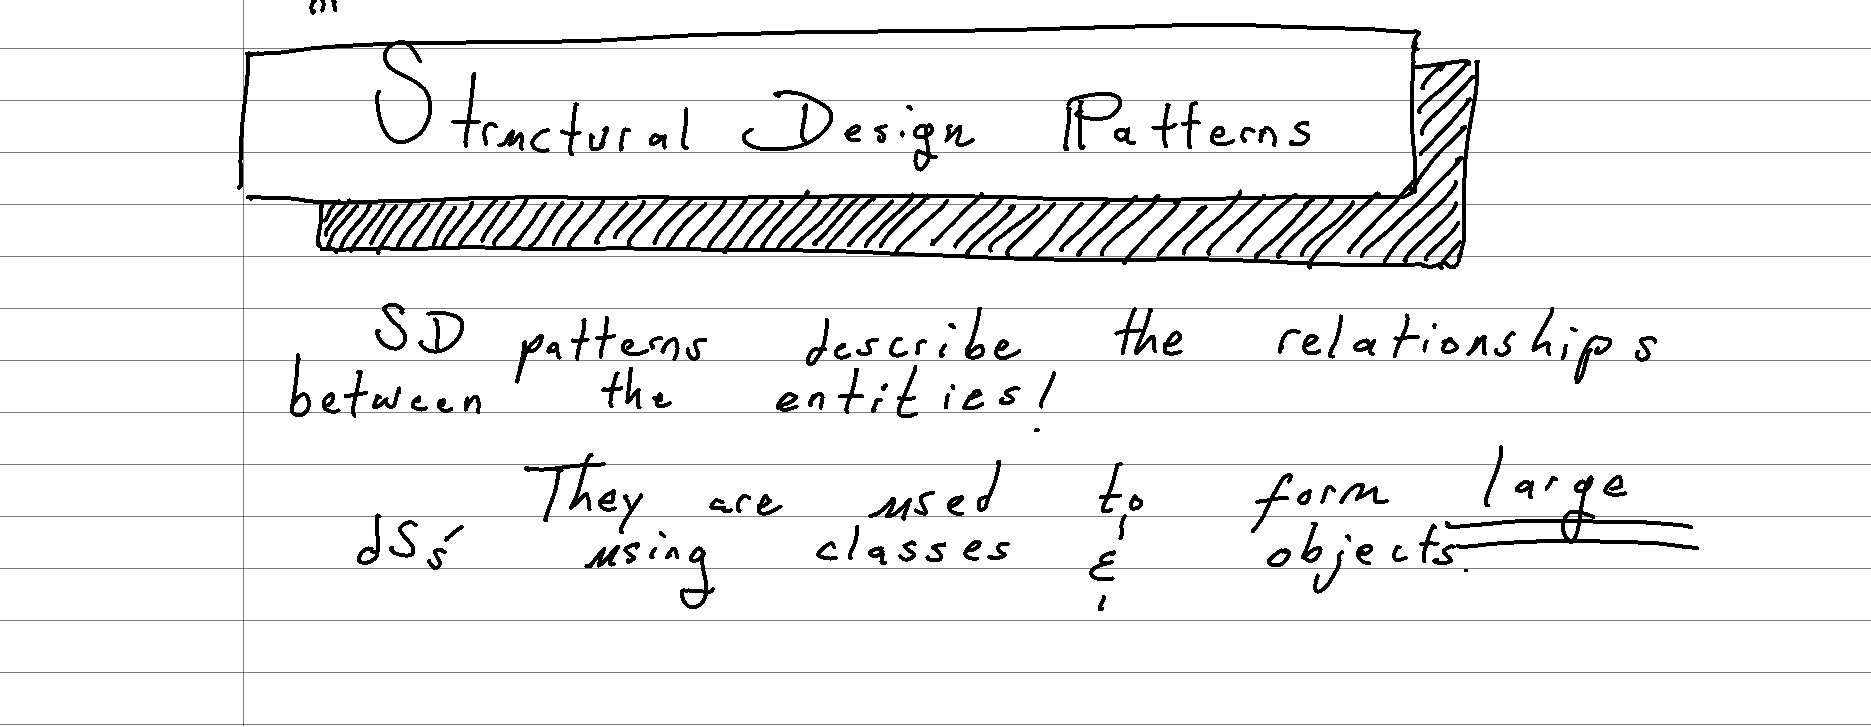 Structural Design Patterns
SD patterns describe the relationships
between the entities!
They are used to form large
dSs' using classes & objects.